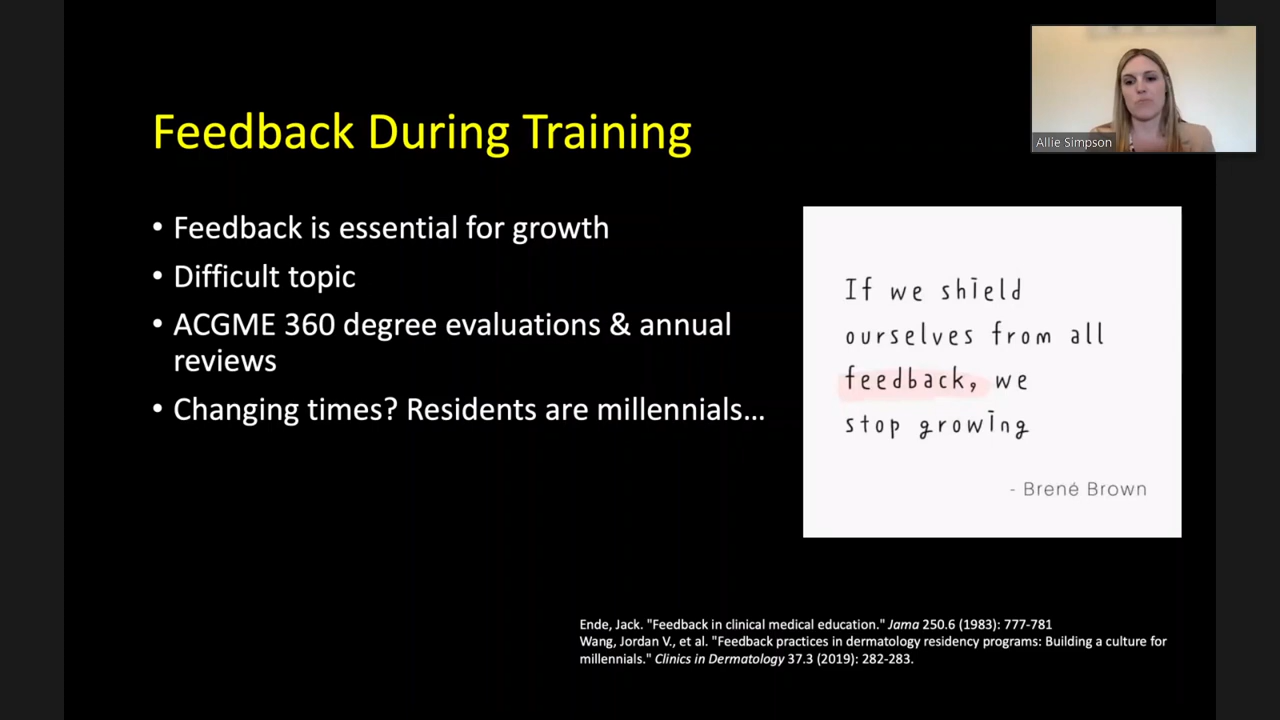 Feedback During Training
Allie Simpson
• Feedback is essential for growth
• Difficult topic
• ACGME 360 degree evaluations & annual
reviews
• Changing times? Residents are millennials...
If we shield
ourselves from all
feedback, we
stop growing
- Brené Brown
Ende, Jack. "Feedback in clinical medical education." Jama 250.6 (1983): 777-781
Wang, Jordan V., et al. "Feedback practices in dermatology residency programs: Building a culture for
millennials." Clinics in Dermatology 37.3 (2019): 282-283.